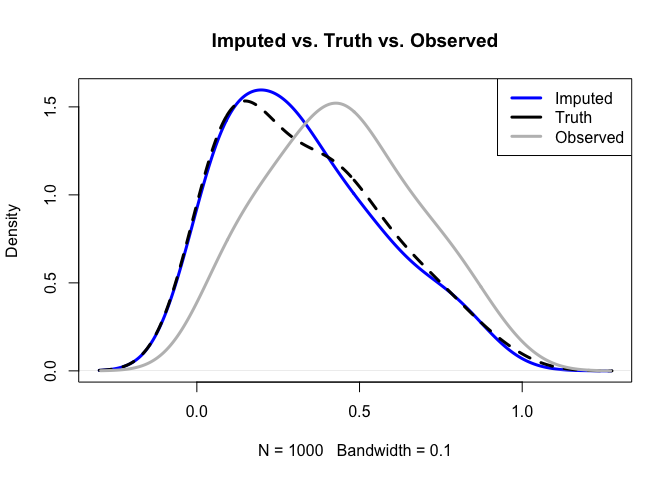 Imputed vs. Truth vs. Observed
Imputed
Truth
Observed
Density
1.5
1.0
0.5
0.0
0.0 0.5 1.0
N = 1000 Bandwidth = 0.1